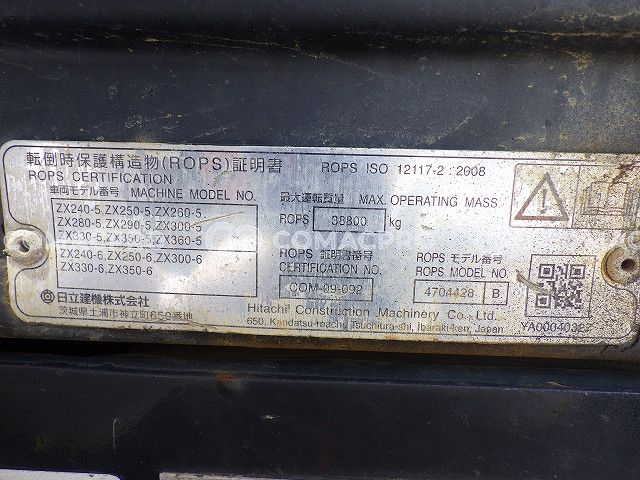 転倒時保護構造物(ROPS)証明書
ROPS CERTIFICATION
ROPS ISO 12117-2 : 2008
車両モデル番号 MACHINE MODEL NO.
ZX240-5,ZX250-5,ZX260-5
ZX280-5,ZX290-5,ZX300-5
ZX330-5,ZX350-5,ZX360-5
ZX240-6,ZX250-6,ZX300-6
ZX330-6,ZX350-6
最大運転質量 MAX. OPERATING MASS
ROPS 38800 kg
ROPS 証明書番号
CERTIFICATION NO.
COM-09-092
ROPS モデル番号
ROPS MODEL NO.
4704428 B
日立建機株式会社
茨城県土浦市神立町650番地
Hitachi Construction Machinery Co., Ltd.
650, Kandatsu-machi, Tsuchiura-shi, Ibaraki-ken, Japan
YA00040327